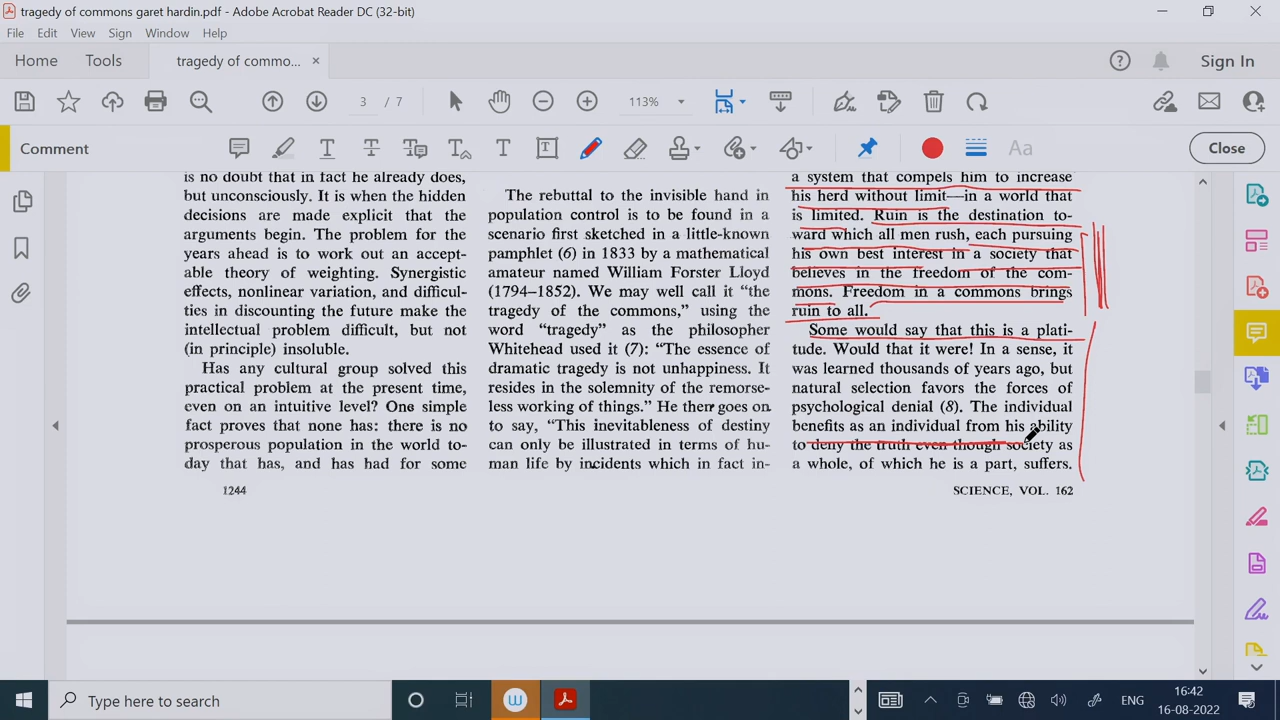 tragedy of commons garet hardin.pdf - Adobe Acrobat Reader DC (32-bit)
File Edit View Sign Window Help
Home Tools tragedy of commo... × ? Sign In
3 / 7 113%
Comment Aa Close
is no doubt that in fact he already does,
but unconsciously. It is when the hidden
decisions are made explicit that the
arguments begin. The problem for the
years ahead is to work out an accept-
able theory of weighting. Synergistic
effects, nonlinear variation, and difficul-
ties in discounting the future make the
intellectual problem difficult, but not
(in principle) insoluble.
Has any cultural group solved this
practical problem at the present time,
even on an intuitive level? One simple
fact proves that none has: there is no
prosperous population in the world to-
day that has, and has had for some
1244
The rebuttal to the invisible hand in
population control is to be found in a
scenario first sketched in a little-known
pamphlet (6) in 1833 by a mathematical
amateur named William Forster Lloyd
(1794–1852). We may well call it "the
tragedy of the commons," using the
word "tragedy" as the philosopher
Whitehead used it (7): "The essence of
dramatic tragedy is not unhappiness. It
resides in the solemnity of the remorse-
less working of things." He then goes on
to say, "This inevitableness of destiny
can only be illustrated in terms of hu-
man life by incidents which in fact in-
a system that compels him to increase
his herd without limit—in a world that
is limited. Ruin is the destination to-
ward which all men rush, each pursuing
his own best interest in a society that
believes in the freedom of the com-
mons. Freedom in a commons brings
ruin to all.
Some would say that this is a plati-
tude. Would that it were! In a sense, it
was learned thousands of years ago, but
natural selection favors the forces of
psychological denial (8). The individual
benefits as an individual from his ability
to deny the truth even though society as
a whole, of which he is a part, suffers.
SCIENCE, VOL. 162
Type here to search
ENG
16:42
16-08-2022